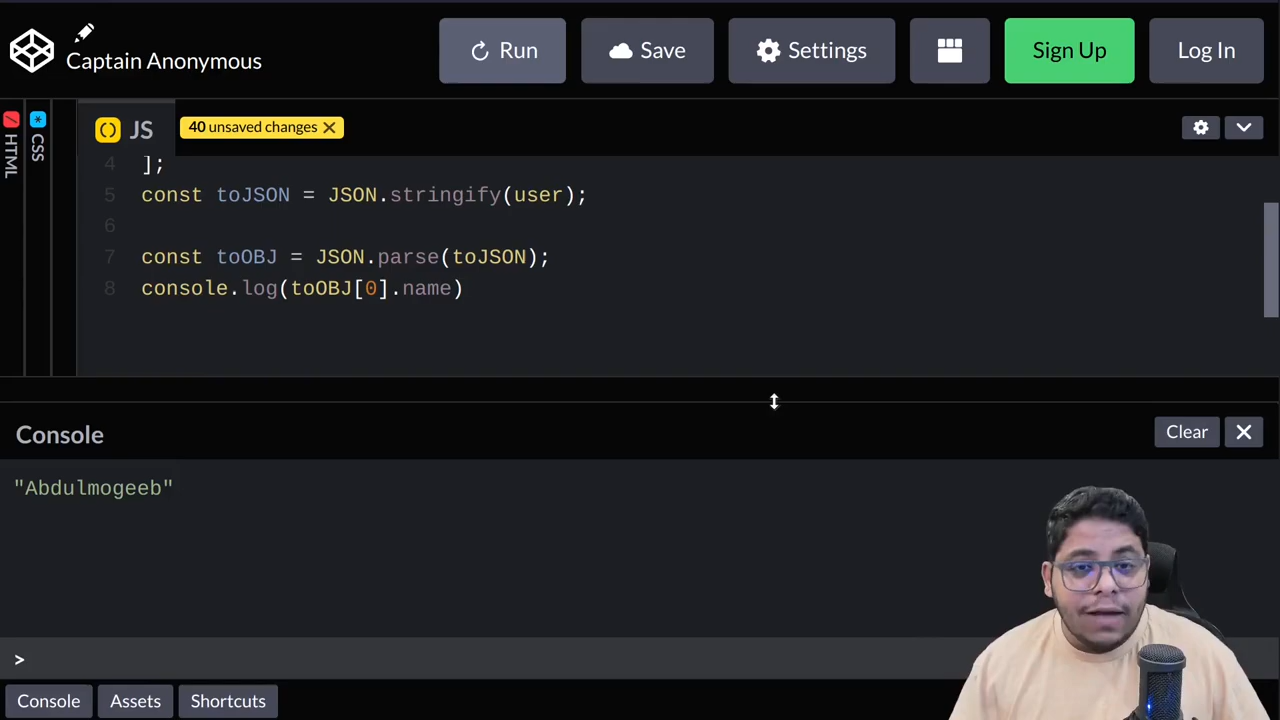 Captain Anonymous
Run
Save
Settings
Sign Up
Log In
HTML
CSS
JS
40 unsaved changes
4 ];
5 const toJSON = JSON.stringify(user);
6
7 const toOBJ = JSON.parse(toJSON);
8 console.log(toOBJ[0].name)
Console
Clear
"Abdulmogeeb"
>
Console
Assets
Shortcuts